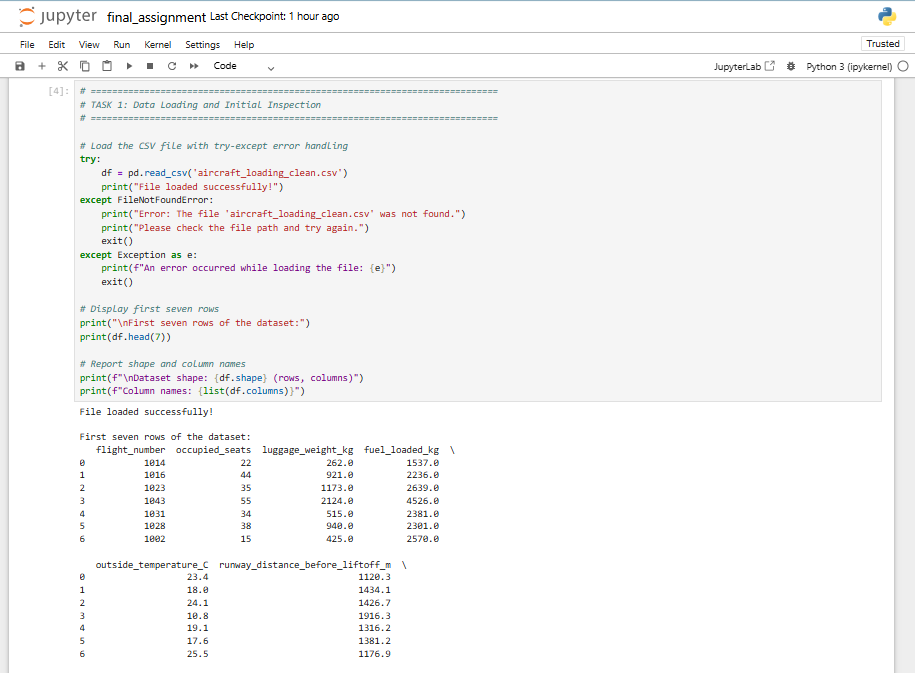 jupyter final_assignment Last Checkpoint: 1 hour ago
File Edit View Run Kernel Settings Help
Trusted
Code
JupyterLab
Python 3 (ipykernel)
[4]:
# =============================================================================
# TASK 1: Data Loading and Initial Inspection
# =============================================================================
# Load the CSV file with try-except error handling
try:
    df = pd.read_csv('aircraft_loading_clean.csv')
    print("File loaded successfully!")
except FileNotFoundError:
    print("Error: The file 'aircraft_loading_clean.csv' was not found.")
    print("Please check the file path and try again.")
    exit()
except Exception as e:
    print(f"An error occurred while loading the file: {e}")
    exit()
# Display first seven rows
print("\nFirst seven rows of the dataset:")
print(df.head(7))
# Report shape and column names
print(f"\nDataset shape: {df.shape} (rows, columns)")
print(f"Column names: {list(df.columns)}")
File loaded successfully!
First seven rows of the dataset:
   flight_number  occupied_seats  luggage_weight_kg  fuel_loaded_kg  \
0           1014              22              262.0          1537.0
1           1016              44              921.0          2236.0
2           1023              35             1173.0          2639.0
3           1043              55             2124.0          4526.0
4           1031              34              515.0          2381.0
5           1028              38              940.0          2301.0
6           1002              15              425.0          2570.0
   outside_temperature_C  runway_distance_before_liftoff_m  \
0                   23.4                            1120.3
1                   18.0                            1434.1
2                   24.1                            1426.7
3                   10.8                            1916.3
4                   19.1                            1316.2
5                   17.6                            1381.2
6                   25.5                            1176.9